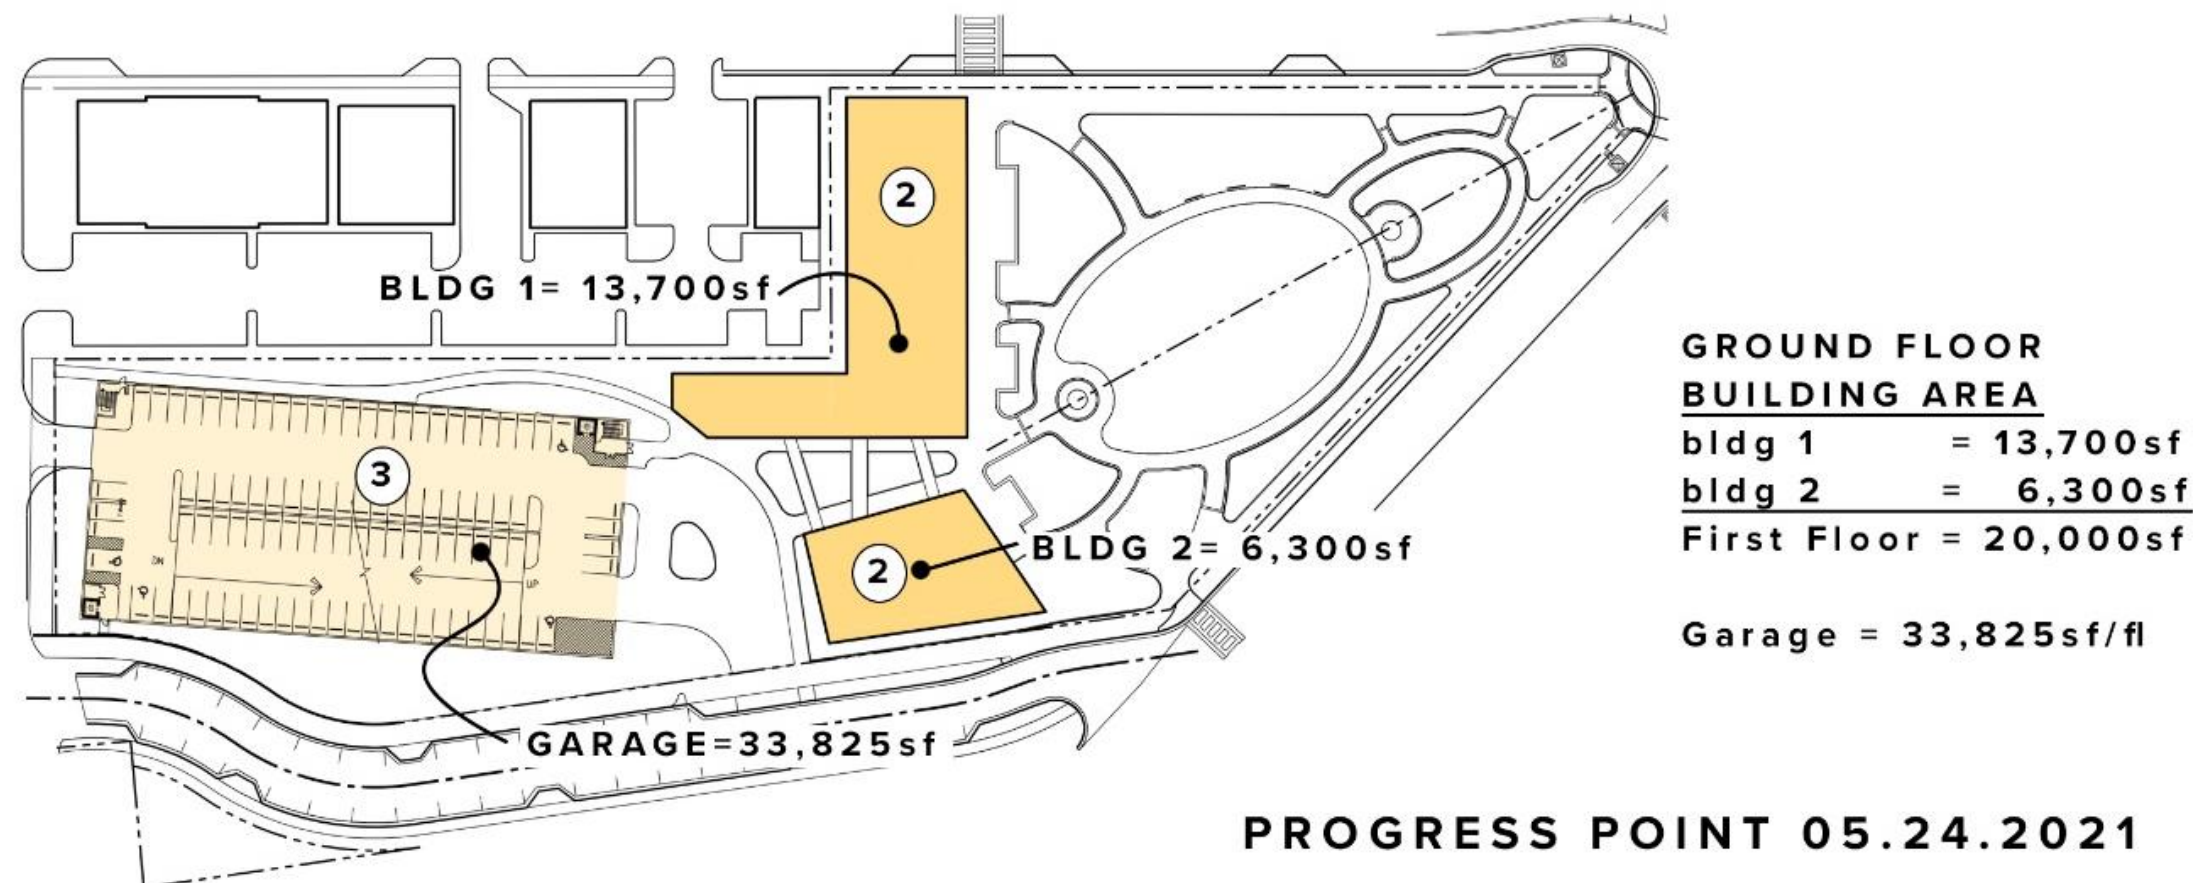 2
BLDG 1= 13,700sf
GROUND FLOOR
BUILDING AREA
bldg 1 = 13,700sf
bldg 2 = 6,300sf
First Floor = 20,000sf
Garage = 33,825sf/fl
3
DN
UP
2
BLDG 2= 6,300sf
GARAGE=33,825sf
PROGRESS POINT 05.24.2021